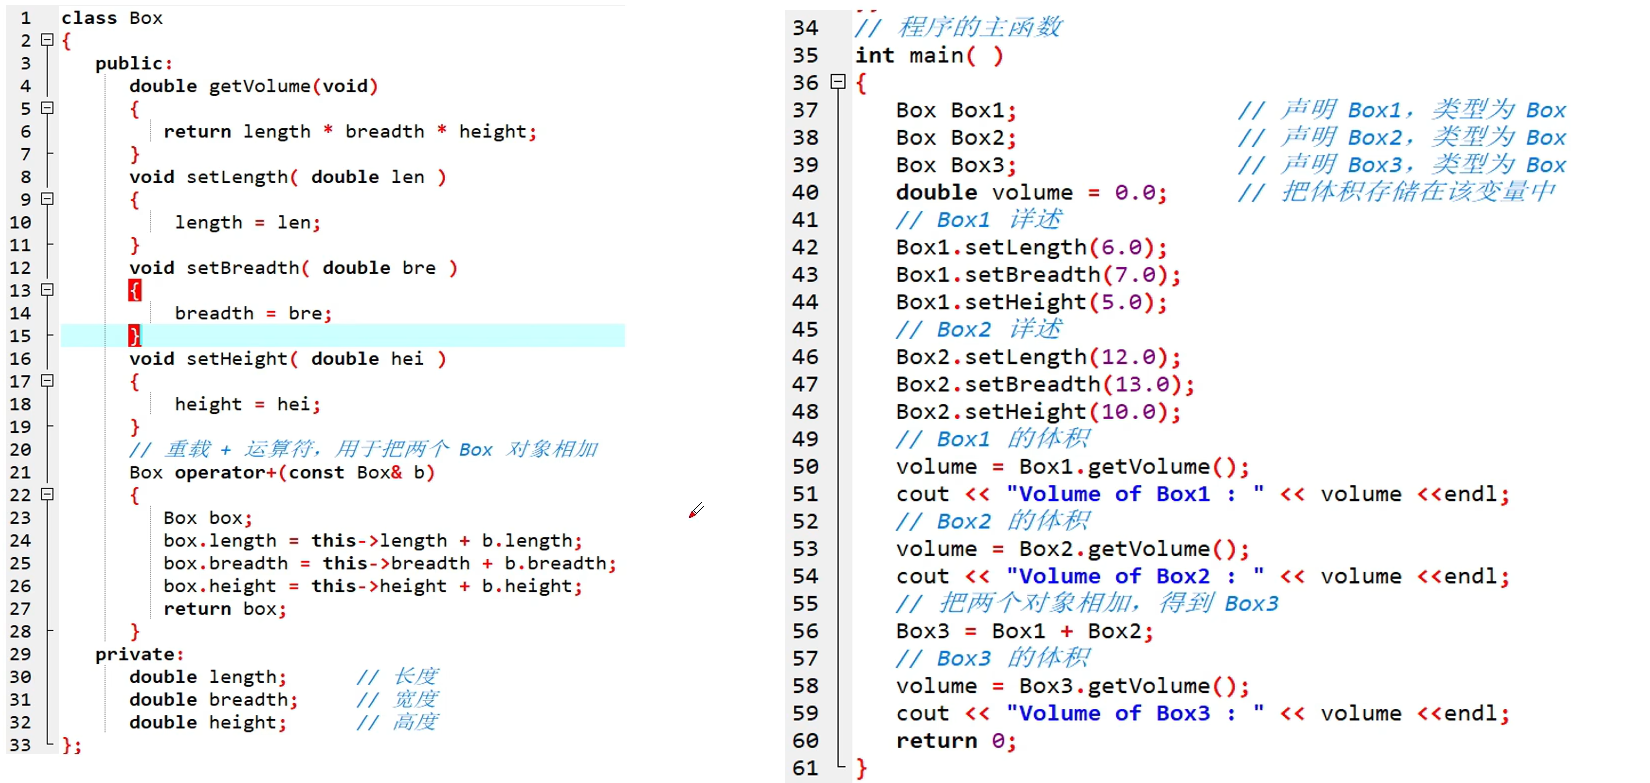 1 class Box
2 {
3 public:
4 double getVolume(void)
5 {
6 return length * breadth * height;
7 }
8 void setLength( double len )
9 {
10 length = len;
11 }
12 void setBreadth( double bre )
13 {
14 breadth = bre;
15 }
16 void setHeight( double hei )
17 {
18 height = hei;
19 }
20 // 重载 + 运算符，用于把两个 Box 对象相加
21 Box operator+(const Box& b)
22 {
23 Box box;
24 box.length = this->length + b.length;
25 box.breadth = this->breadth + b.breadth;
26 box.height = this->height + b.height;
27 return box;
28 }
29 private:
30 double length; // 长度
31 double breadth; // 宽度
32 double height; // 高度
33 };
34 // 程序的主函数
35 int main( )
36 {
37 Box Box1; // 声明 Box1，类型为 Box
38 Box Box2; // 声明 Box2，类型为 Box
39 Box Box3; // 声明 Box3，类型为 Box
40 double volume = 0.0; // 把体积存储在该变量中
41 // Box1 详述
42 Box1.setLength(6.0);
43 Box1.setBreadth(7.0);
44 Box1.setHeight(5.0);
45 // Box2 详述
46 Box2.setLength(12.0);
47 Box2.setBreadth(13.0);
48 Box2.setHeight(10.0);
49 // Box1 的体积
50 volume = Box1.getVolume();
51 cout << "Volume of Box1 : " << volume <<endl;
52 // Box2 的体积
53 volume = Box2.getVolume();
54 cout << "Volume of Box2 : " << volume <<endl;
55 // 把两个对象相加，得到 Box3
56 Box3 = Box1 + Box2;
57 // Box3 的体积
58 volume = Box3.getVolume();
59 cout << "Volume of Box3 : " << volume <<endl;
60 return 0;
61 }